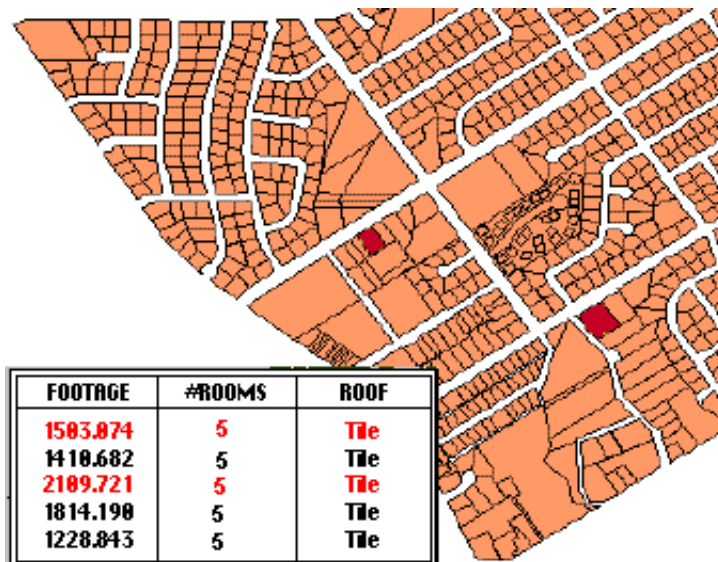 FOOTAGE #ROOMS ROOF
1503.074 5 Tile
1410.682 5 Tile
2109.721 5 Tile
1814.190 5 Tile
1228.843 5 Tile